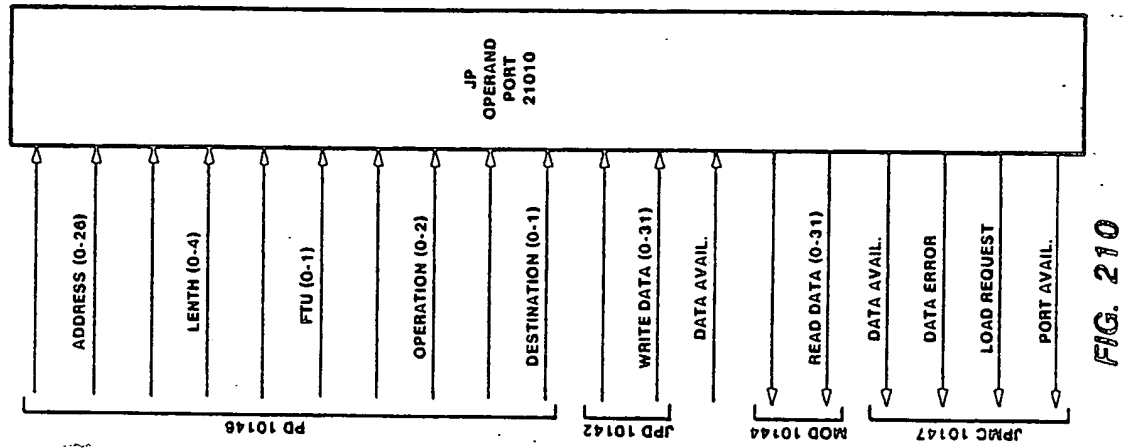 JP
OPERAND
PORT
21010
ADDRESS (0-26)
LENTH (0-4)
FTU (0-1)
OPERATION (0-2)
DESTINATION (0-1)
WRITE DATA (0-31)
DATA AVAIL.
READ DATA (0-31)
DATA AVAIL.
DATA ERROR
LOAD REQUEST
PORT AVAIL.
PD 10146
JPD 10142
MOD 10144
JPMC 10147
FIG. 210